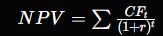 NPV = ∑ CFₜ / (1+r)ᵗ